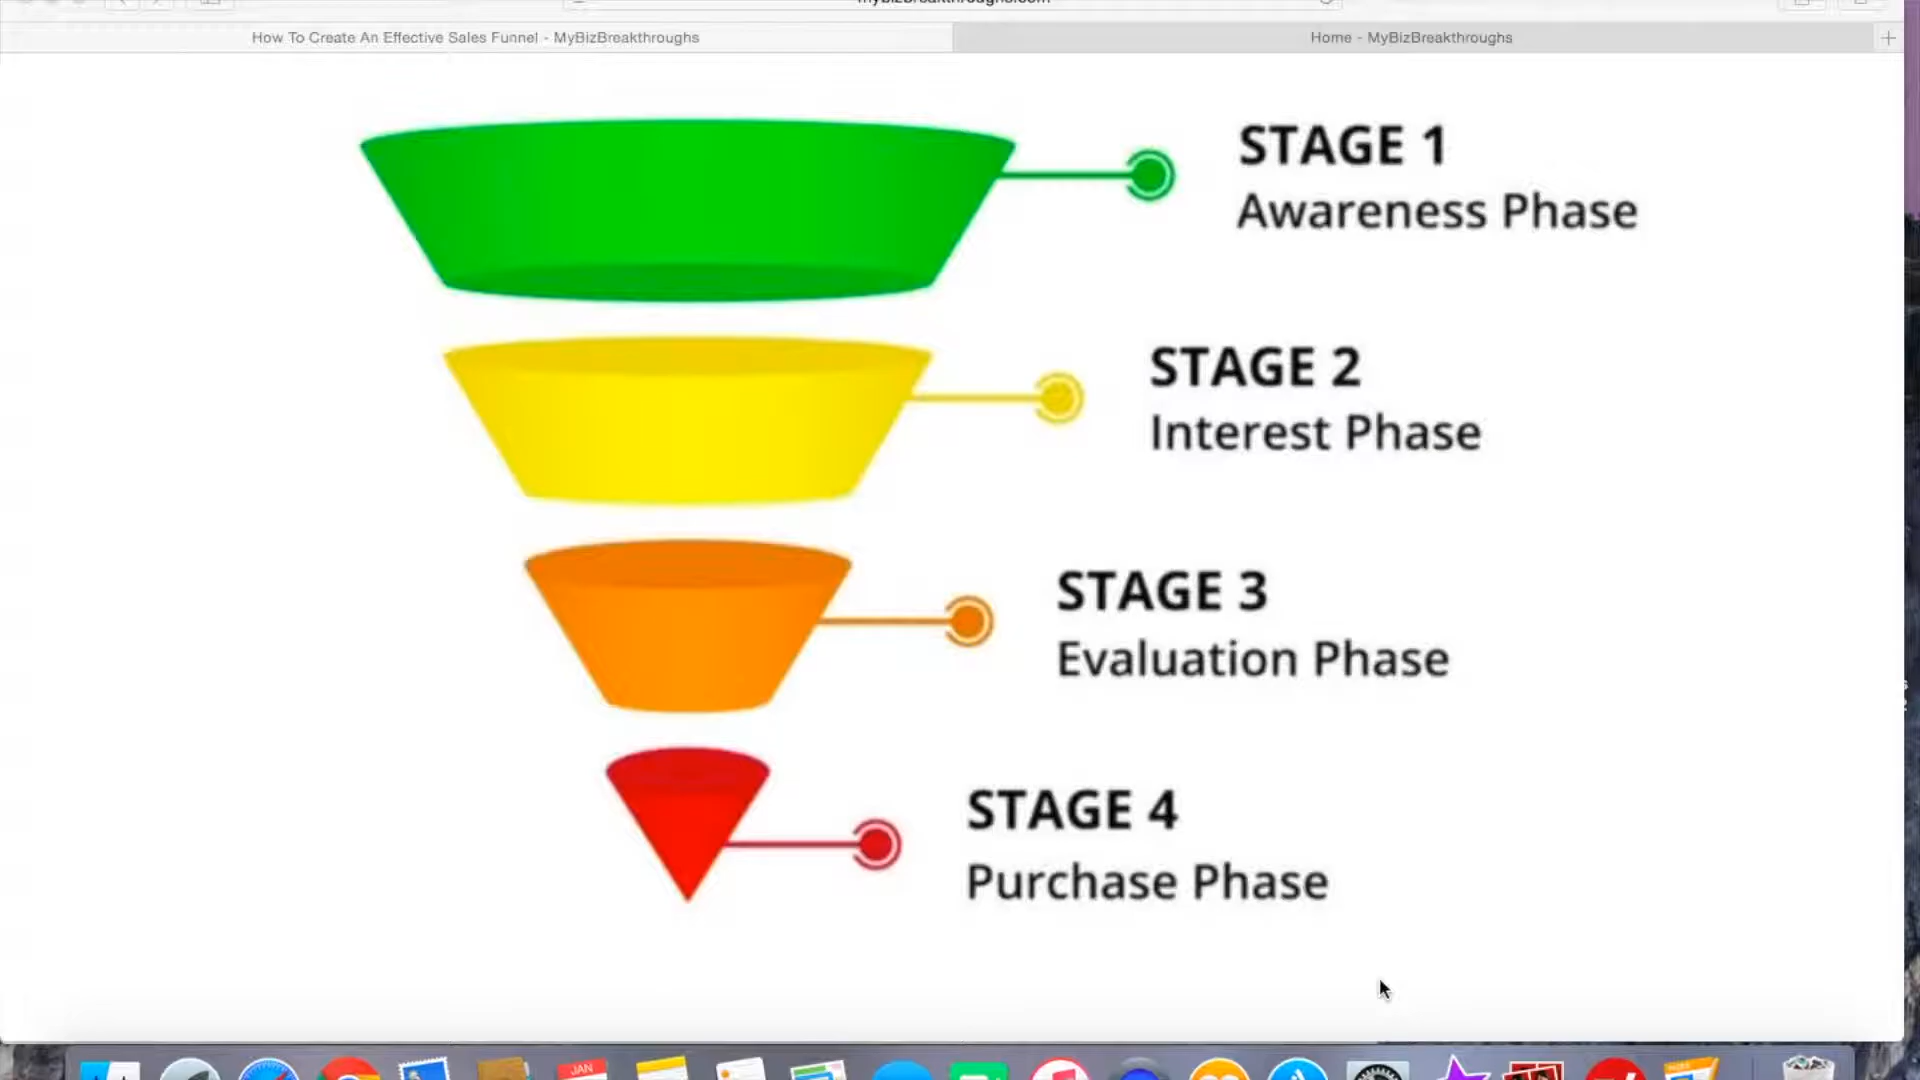 How To Create An Effective Sales Funnel - MyBizBreakthroughs
Home - MyBizBreakthroughs
STAGE 1
Awareness Phase
STAGE 2
Interest Phase
STAGE 3
Evaluation Phase
STAGE 4
Purchase Phase
JAN